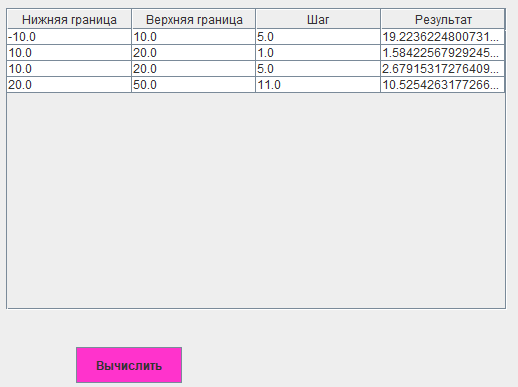 Нижняя граница Верхняя граница Шаг Результат
-10.0 10.0 5.0 19.2236224800731...
10.0 20.0 1.0 1.58422567929245...
10.0 20.0 5.0 2.67915317276409...
20.0 50.0 11.0 10.5254263177266...
Вычислить